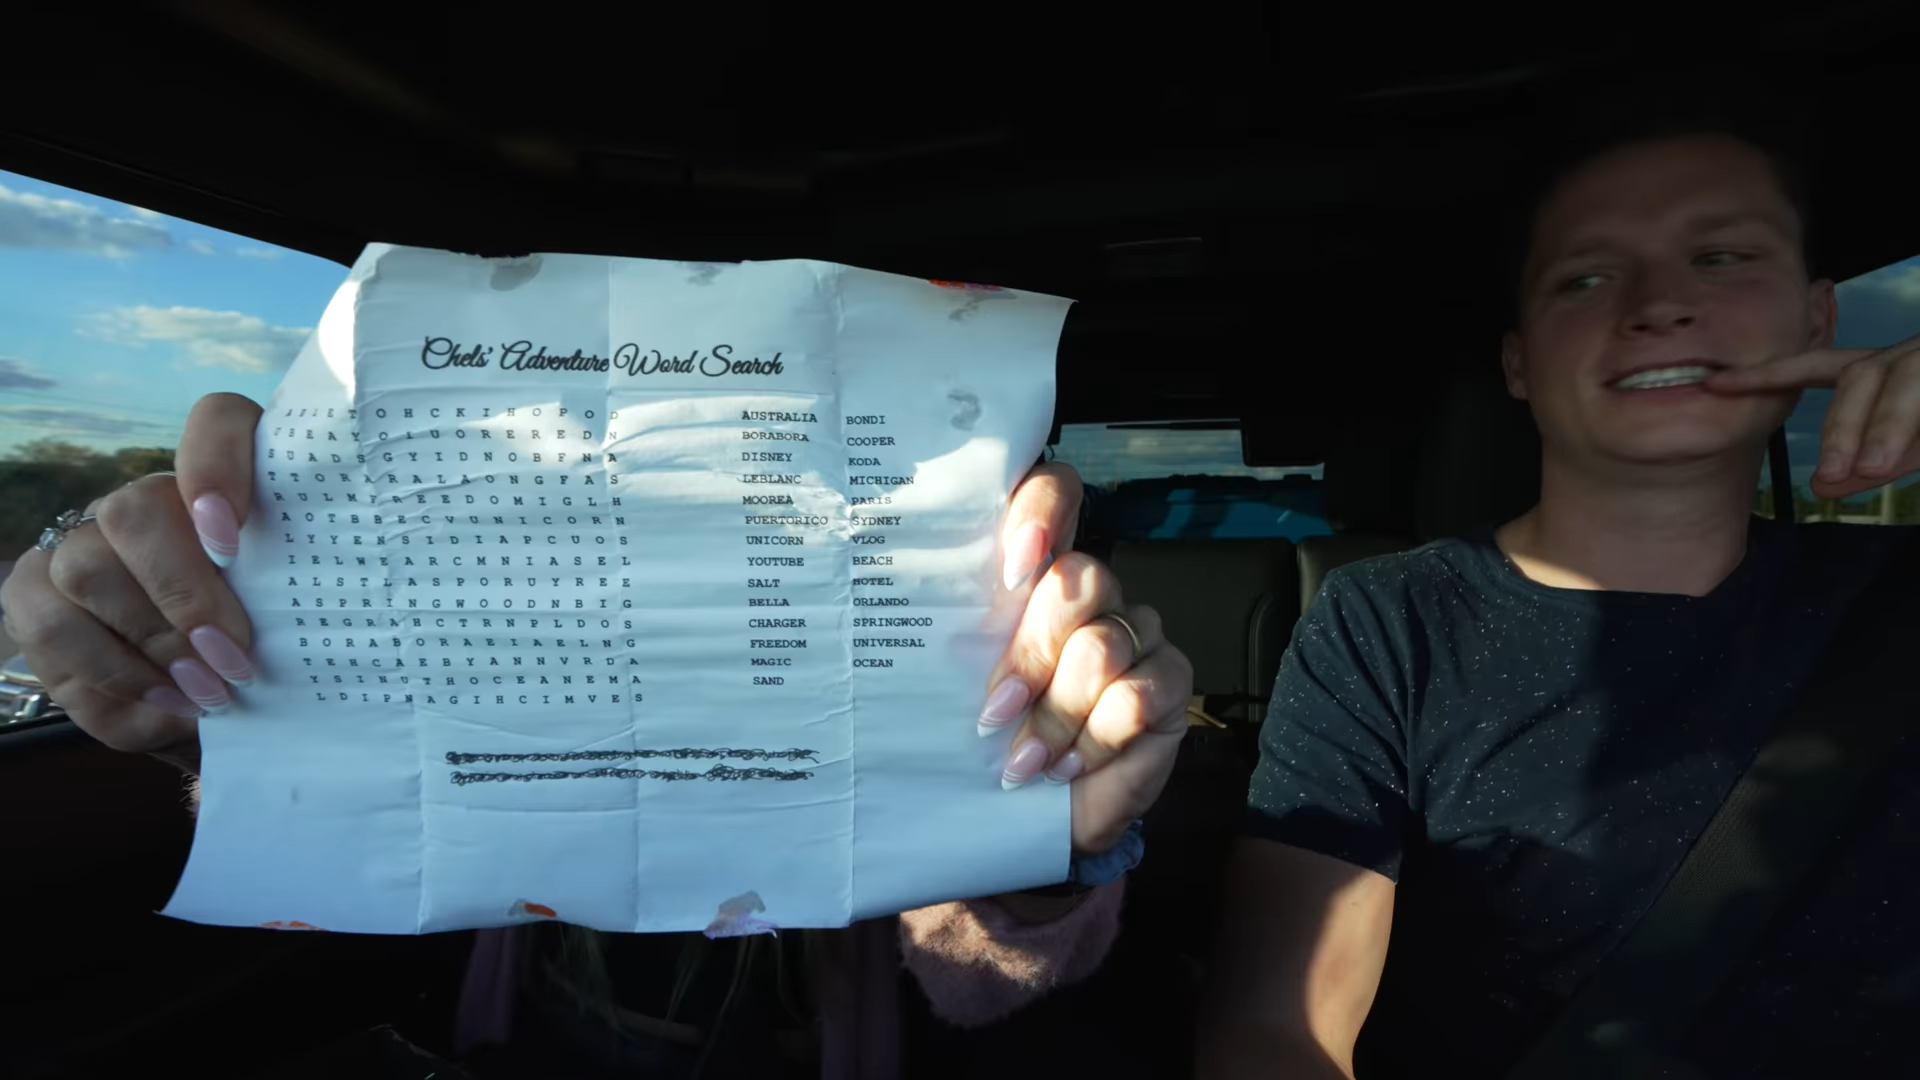 Chels' Adventure Word Search
A B I E T O H C K I H O P O D
U B E A Y O L U O R E R E D N
S U A D S G Y I D N O B F N A
T T O R A R A L A O N G F A S
R U L M F R E E D O M I G L H
A O T B B E C V U N I C O R N
L Y Y E N S I D I A P C U O S
I E L W E A R C M N I A S E L
A L S T L A S P O R U Y R E E
A S P R I N G W O O D N B I G
R E G R A H C T R N P L D O S
B O R A B O R A E I A E L N G
T E H C A E B Y A N N V R D A
Y S I N U T H O C E A N E M A
L D I P N A G I H C I M V E S
AUSTRALIA BONDI
BORABORA COOPER
DISNEY KODA
LEBLANC MICHIGAN
MOOREA PARIS
PUERTORICO SYDNEY
UNICORN VLOG
YOUTUBE BEACH
SALT HOTEL
BELLA ORLANDO
CHARGER SPRINGWOOD
FREEDOM UNIVERSAL
MAGIC OCEAN
SAND